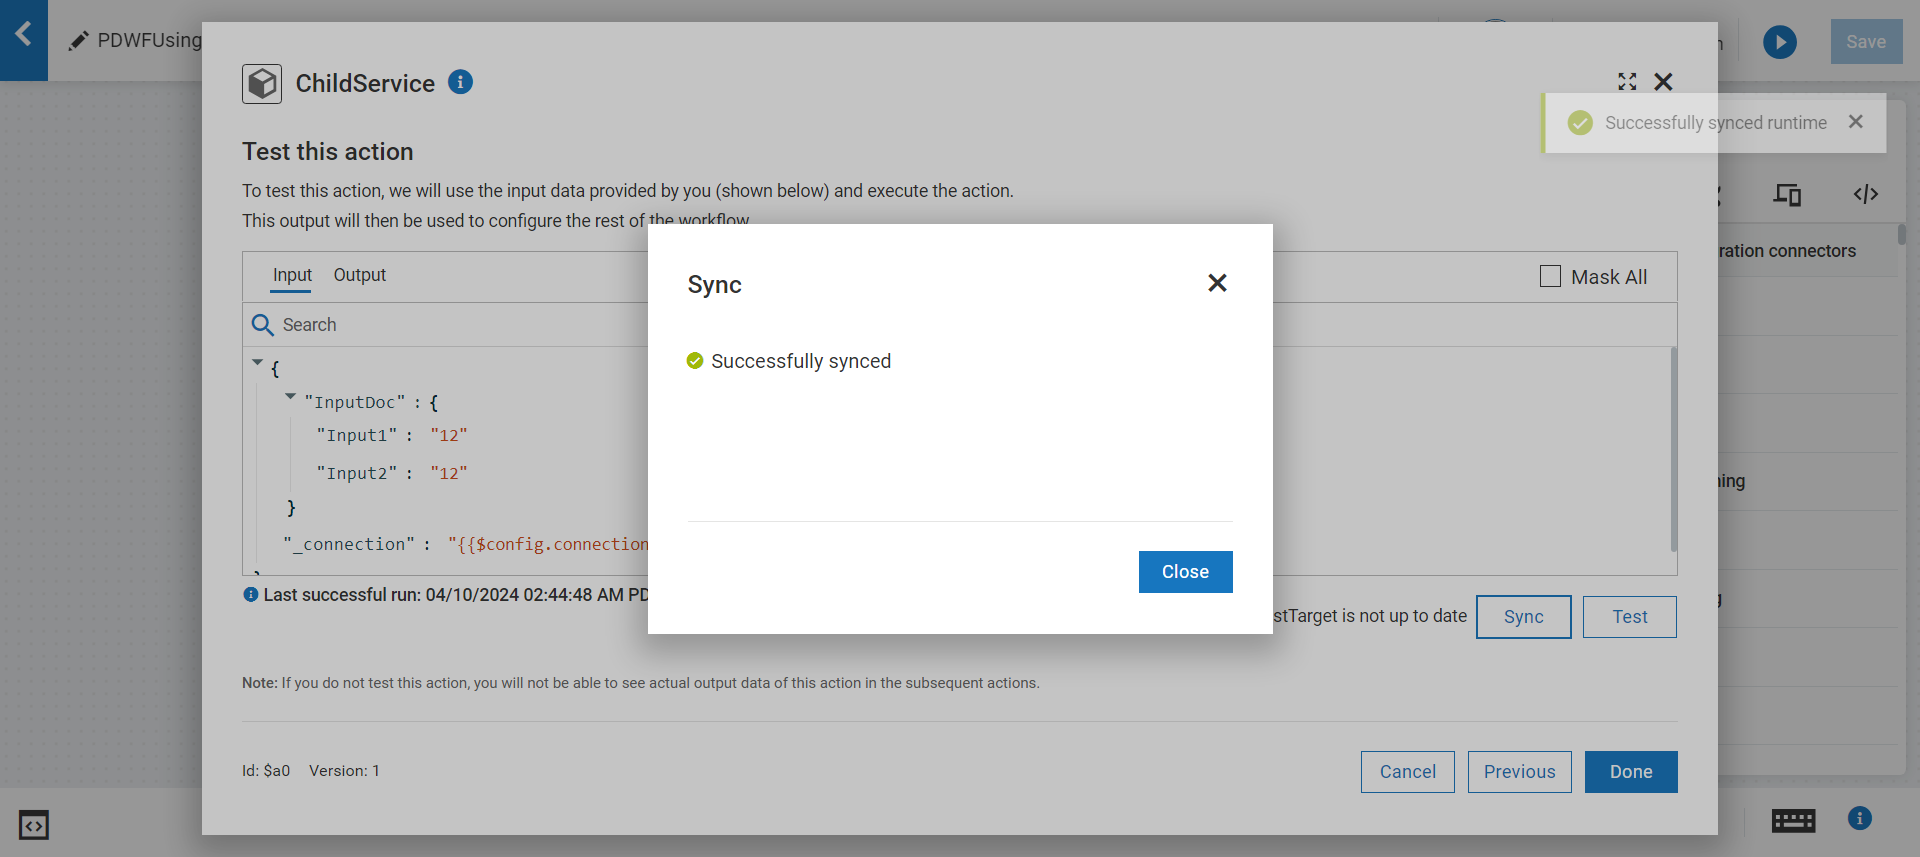 PDWFUsing
Save
ChildService
Successfully synced runtime
Test this action
To test this action, we will use the input data provided by you (shown below) and execute the action.
This output will then be used to configure the rest of the workflow
ration connectors
Input Output
Mask All
Search
{
"InputDoc" : {
"Input1" : "12"
"Input2" : "12"
}
"_connection" : "{{$config.connection
Sync
Successfully synced
Close
Last successful run: 04/10/2024 02:44:48 AM PD
stTarget is not up to date
Sync
Test
Note: If you do not test this action, you will not be able to see actual output data of this action in the subsequent actions.
Id: $a0 Version: 1
Cancel
Previous
Done